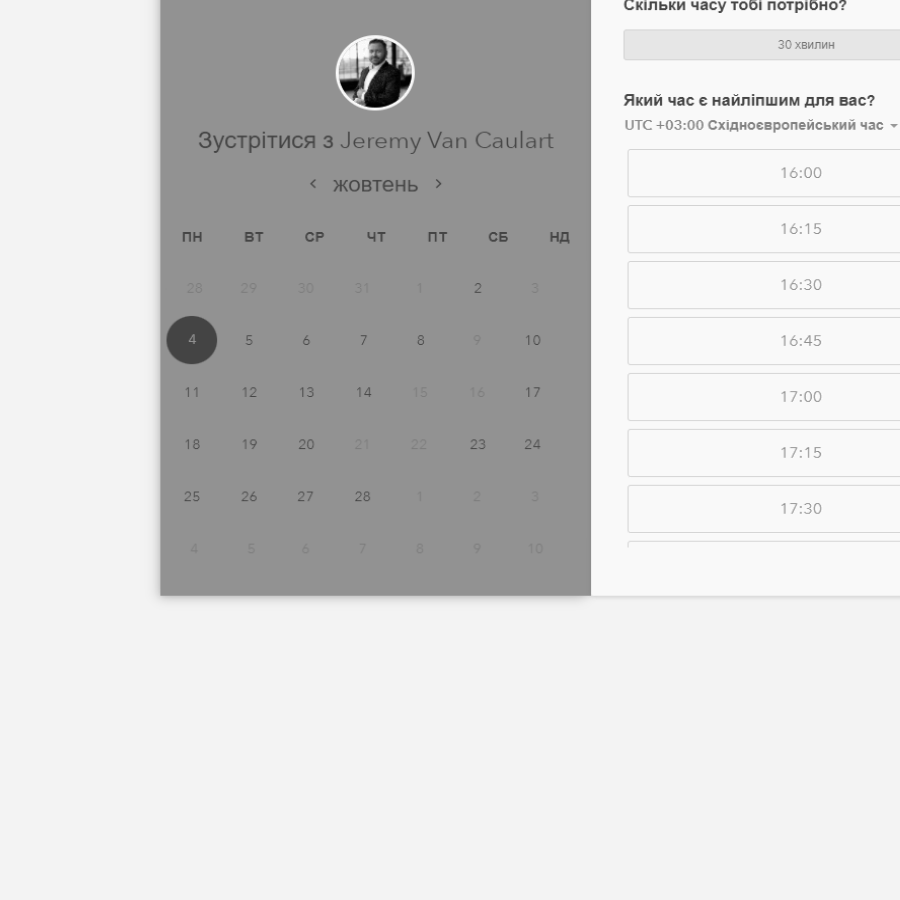 Скільки часу тобі потрібно?
30 хвилин
Який час є найліпшим для вас?
UTC +03:00 Східноєвропейський час
16:00
16:15
16:30
16:45
17:00
17:15
17:30
Зустрітися з Jeremy Van Caulart
жовтень
ПН ВТ СР ЧТ ПТ СБ НД
28 29 30 31 1 2 3
4 5 6 7 8 9 10
11 12 13 14 15 16 17
18 19 20 21 22 23 24
25 26 27 28 1 2 3
4 5 6 7 8 9 10